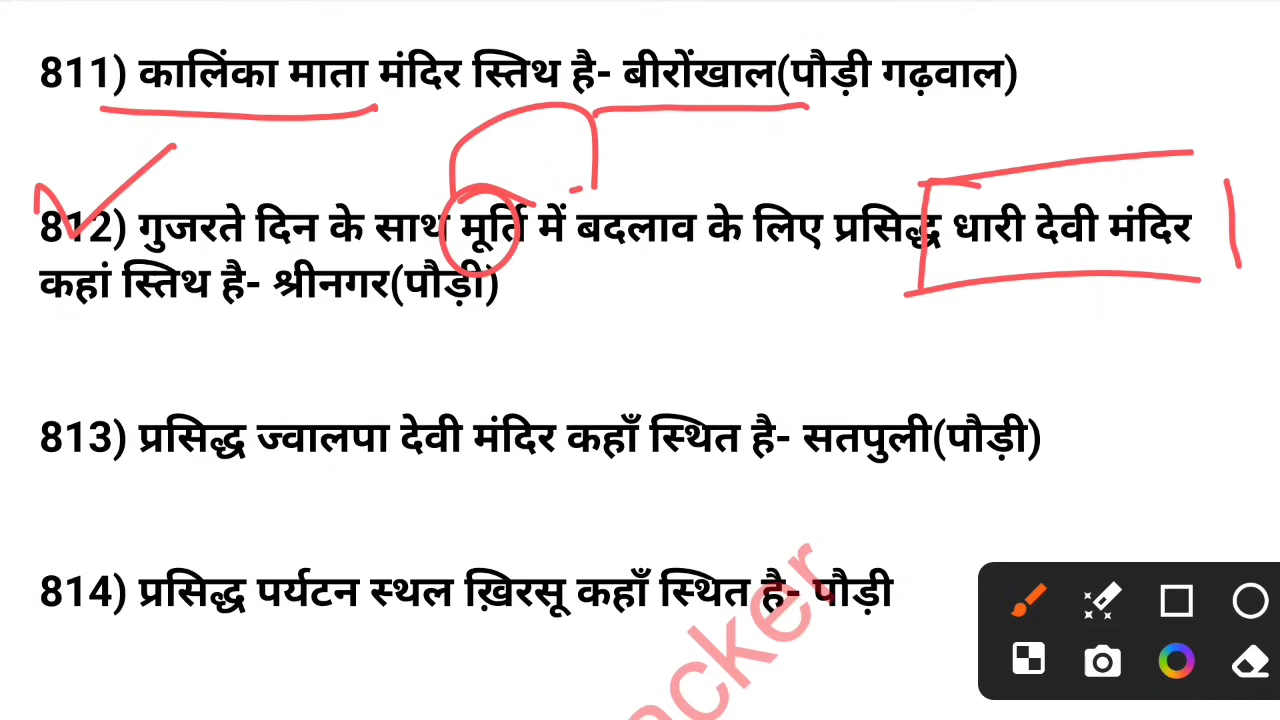 811) कालिंका माता मंदिर स्तिथ है- बीरोंखाल(पौड़ी गढ़वाल)
812) गुजरते दिन के साथ मूर्ति में बदलाव के लिए प्रसिद्ध धारी देवी मंदिर
कहां स्तिथ है- श्रीनगर(पौड़ी)
813) प्रसिद्ध ज्वालपा देवी मंदिर कहाँ स्थित है- सतपुली(पौड़ी)
814) प्रसिद्ध पर्यटन स्थल ख़िरसू कहाँ स्थित है- पौड़ी